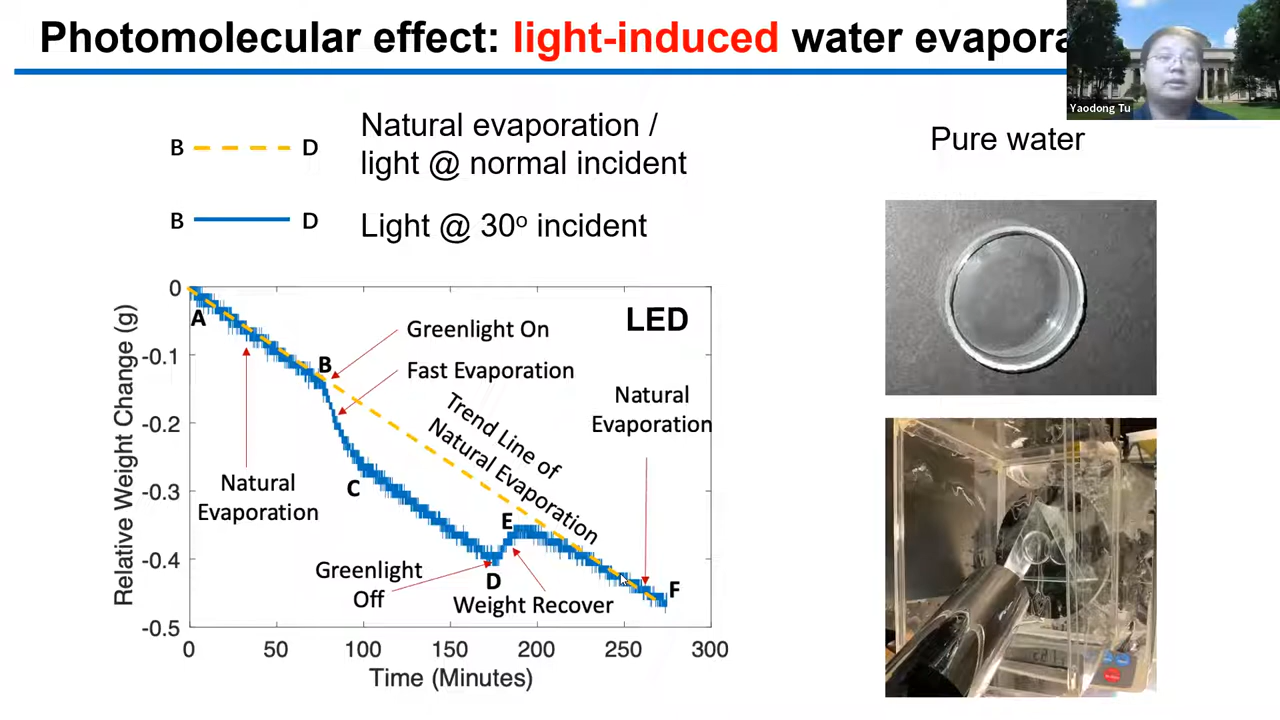 Photomolecular effect: light-induced water evapora
Yaodong Tu
B D Natural evaporation /
light @ normal incident
B D Light @ 30º incident
Pure water
LED
Relative Weight Change (g)
0
-0.1
-0.2
-0.3
-0.4
-0.5
A
B
Greenlight On
Fast Evaporation
Natural
Evaporation
Trend Line of
Natural Evaporation
Natural
Evaporation
C
E
Greenlight
Off
D
Weight Recover
F
0 50 100 150 200 250 300
Time (Minutes)